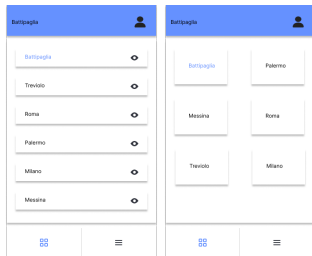 Battipaglia
Battipaglia
Treviolo
Roma
Palermo
Milano
Messina
Battipaglia
Battipaglia Palermo
Messina Roma
Treviolo Milano